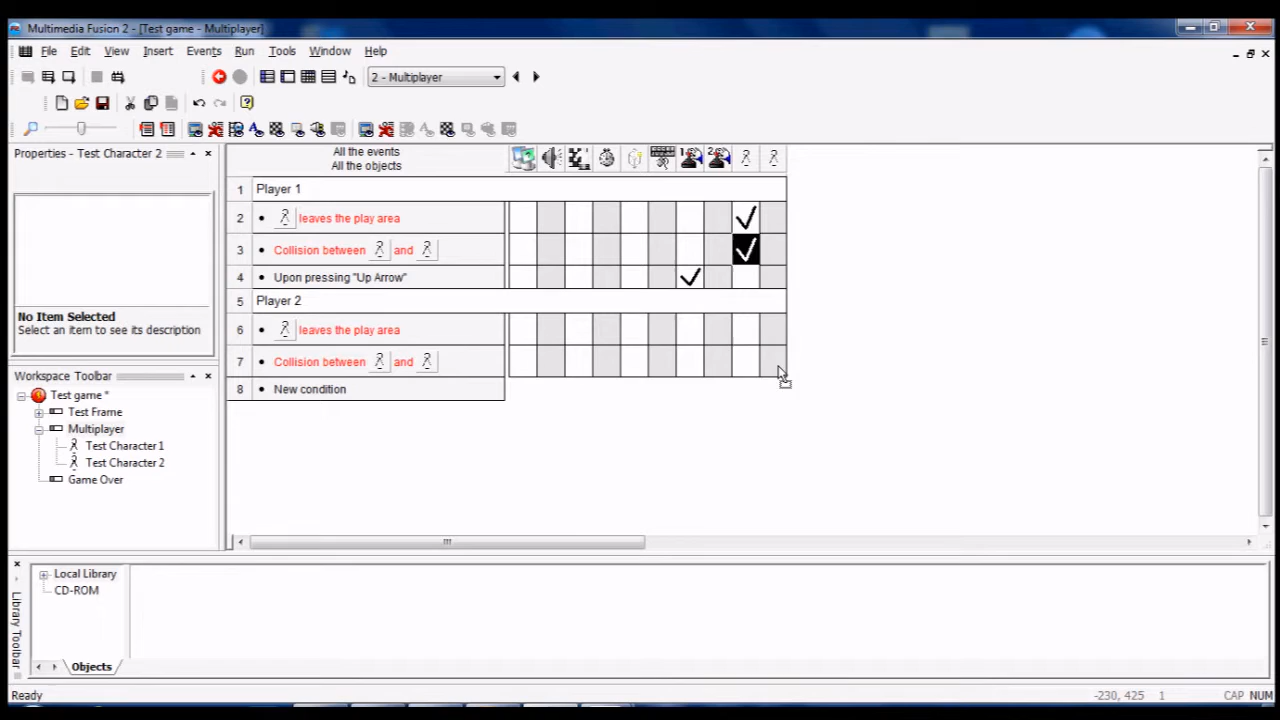 Multimedia Fusion 2 - [Test game - Multiplayer]
File Edit View Insert Events Run Tools Window Help
2 - Multiplayer
Properties - Test Character 2
No Item Selected
Select an item to see its description
Workspace Toolbar
Test game *
Test Frame
Multiplayer
Test Character 1
Test Character 2
Game Over
All the events
All the objects
1 Player 1
2 • leaves the play area
3 • Collision between and
4 • Upon pressing "Up Arrow"
5 Player 2
6 • leaves the play area
7 • Collision between and
8 • New condition
Library Toolbar
Local Library
CD-ROM
Objects
Ready
-230, 425 1 CAP NUM